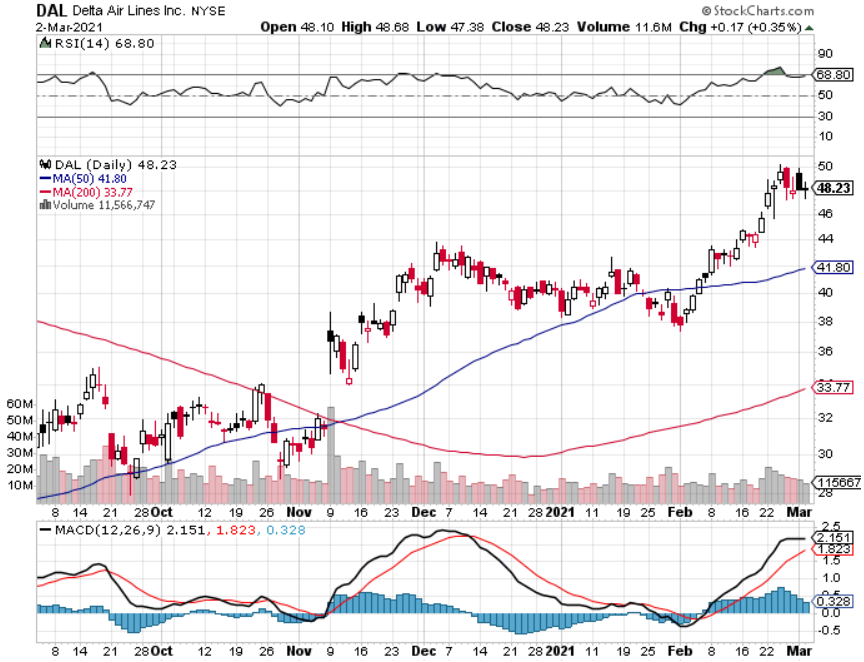 DAL Delta Air Lines Inc. NYSE © StockCharts.com
2-Mar-2021 Open 48.10 High 48.68 Low 47.38 Close 48.23 Volume 11.6M Chg +0.17 (+0.35%)
RSI(14) 68.80
90
68.80
50
30
10
DAL (Daily) 48.23
MA(50) 41.80
MA(200) 33.77
Volume 11,566,747
50
48.23
46
44
41.80
40
38
36
33.77
32
30
28
60M
50M
40M
30M
20M
10M
11566747
8 14 21 28 Oct 12 19 26 Nov 9 16 23 Dec 7 14 21 28 2021 11 19 25 Feb 8 16 22 Mar
MACD(12,26,9) 2.151, 1.823, 0.328
2.5
2.151
1.823
1.5
1.0
0.328
0.0
-0.5
8 14 21 28 Oct 12 19 26 Nov 9 16 23 Dec 7 14 21 28 2021 11 19 25 Feb 8 16 22 Mar